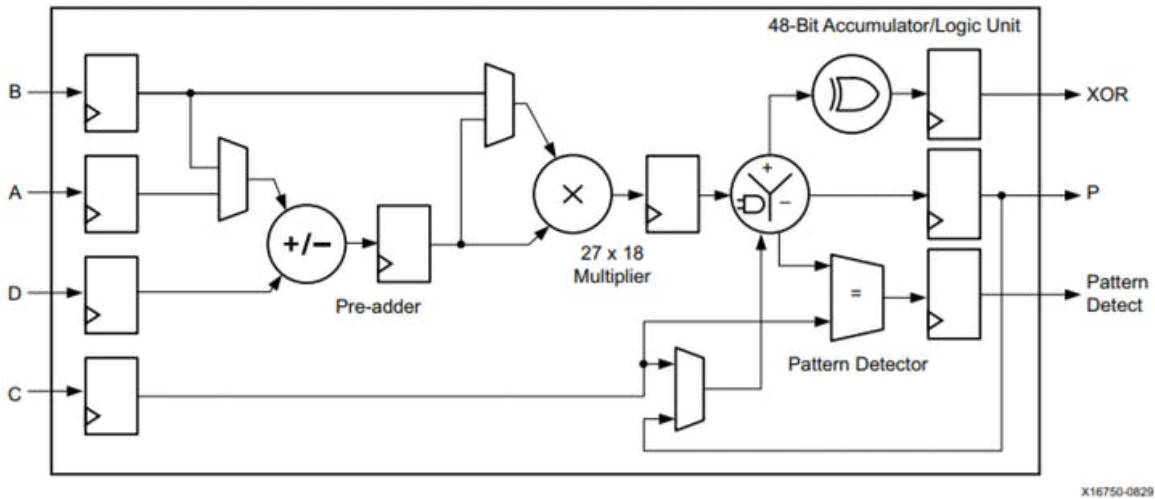 48-Bit Accumulator/Logic Unit
B
XOR
A
+
P
×
–
+/–
27 x 18
Multiplier
D
Pre-adder
=
Pattern
Detect
Pattern Detector
C
X16750-0829